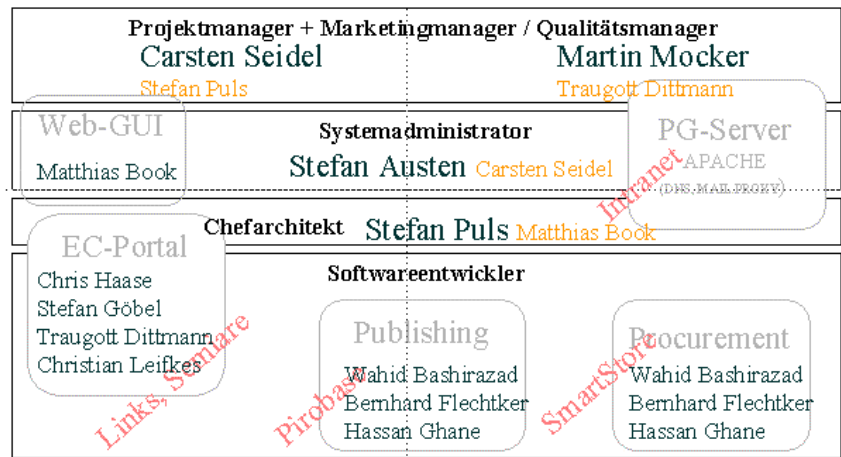 Projektmanager + Marketingmanager / Qualitätsmanager
Carsten Seidel
Martin Mocker
Stefan Puls
Traugott Dittmann
Web-GUI
Matthias Book
Systemadministrator
Stefan Austen Carsten Seidel
PG-Server
APACHE
(DNS, MAIL, PROXY)
Intranet
Chefarchitekt Stefan Puls Matthias Book
EC-Portal
Chris Haase
Stefan Göbel
Traugott Dittmann
Christian Leifkes
Links, Semiare
Softwareentwickler
Publishing
Wahid Bashirazad
Bernhard Flechtker
Hassan Ghane
Pirobase
Procurement
Wahid Bashirazad
Bernhard Flechtker
Hassan Ghane
SmartStore